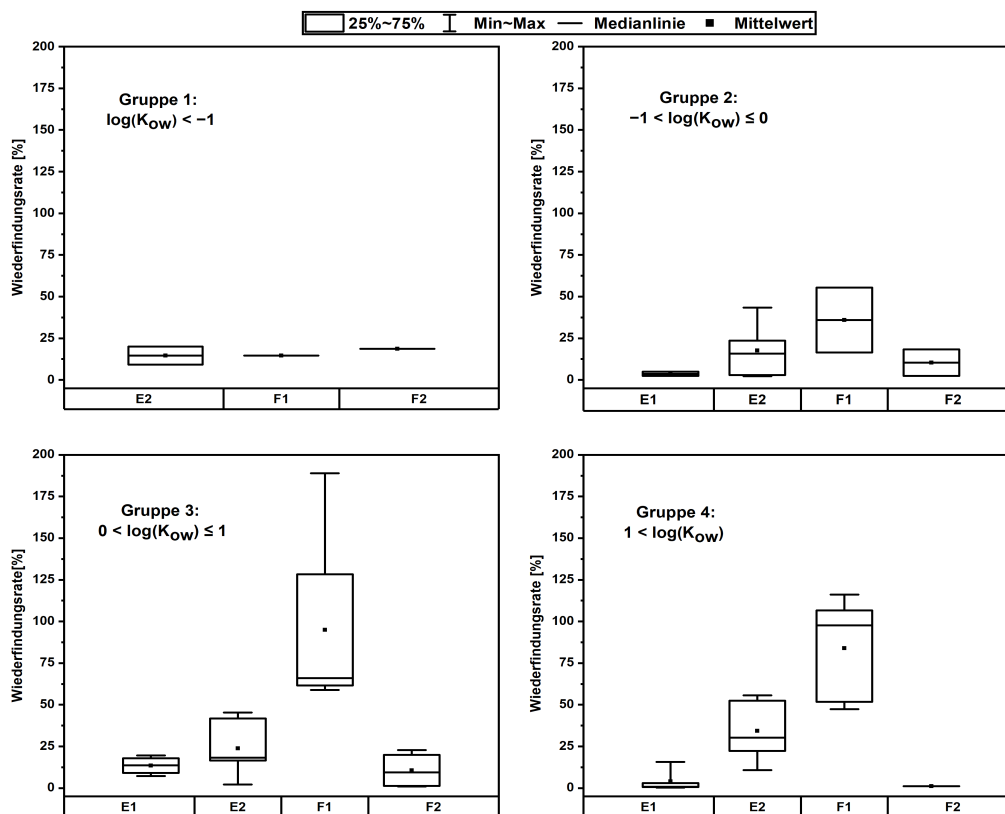 25%~75% Min~Max Medianlinie Mittelwert
Gruppe 1:
log(K_OW) < −1
Wiederfindungsrate [%]
200
175
150
125
100
75
50
25
0
E2 F1 F2
Gruppe 2:
−1 < log(K_OW) ≤ 0
Wiederfindungsrate [%]
200
175
150
125
100
75
50
25
0
E1 E2 F1 F2
Gruppe 3:
0 < log(K_OW) ≤ 1
Wiederfindungsrate[%]
200
175
150
125
100
75
50
25
0
E1 E2 F1 F2
Gruppe 4:
1 < log(K_OW)
Wiederfindungsrate [%]
200
175
150
125
100
75
50
25
0
E1 E2 F1 F2